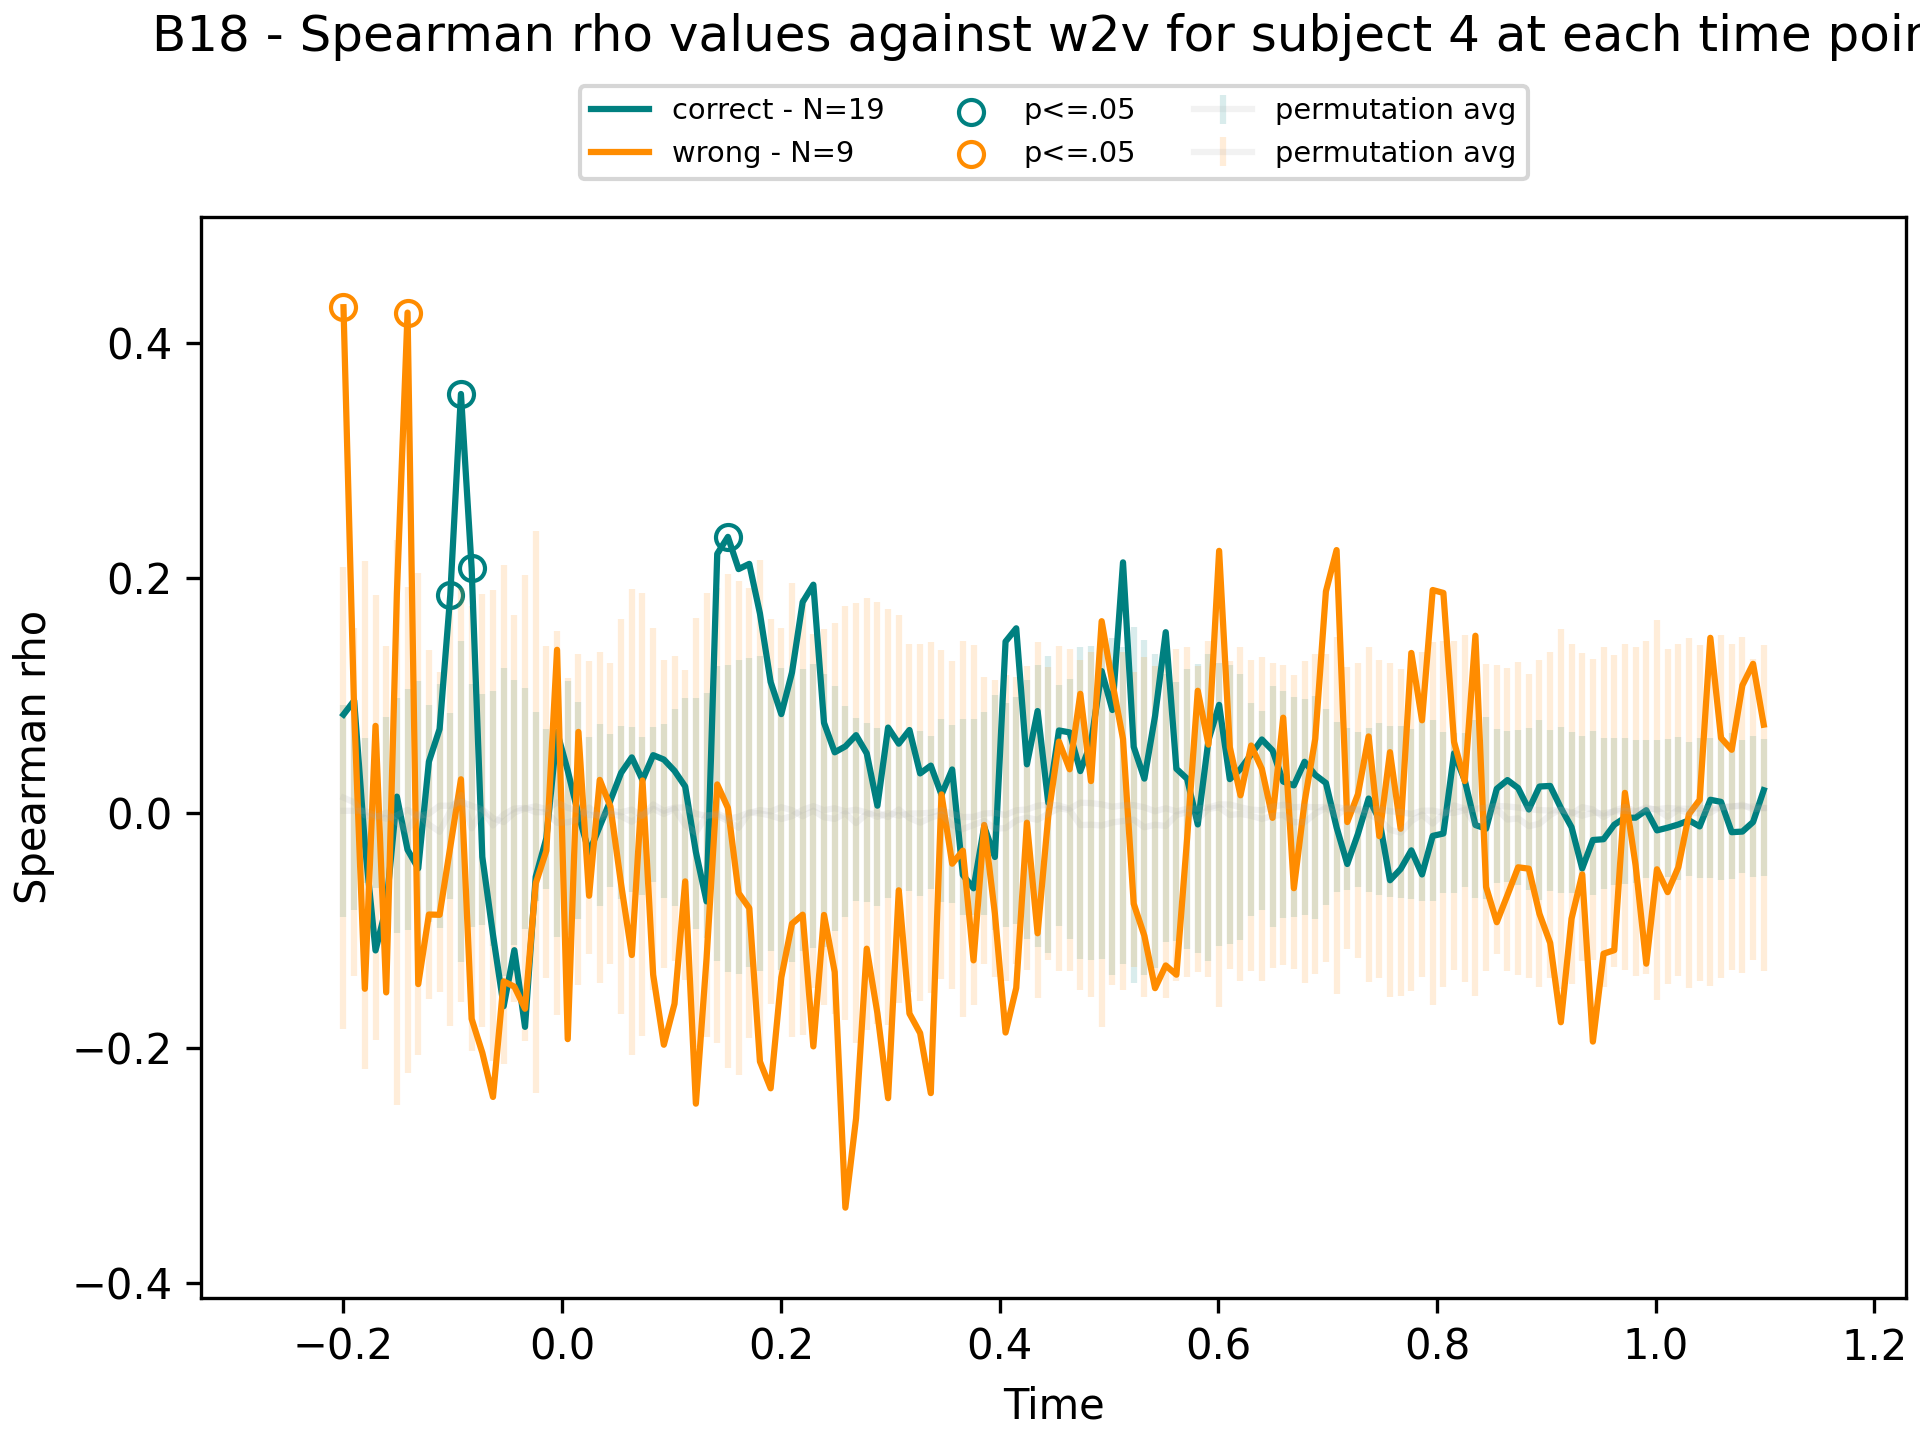 B18 - Spearman rho values against w2v for subject 4 at each time poin
correct - N=19
wrong - N=9
p<=.05
p<=.05
permutation avg
permutation avg
Spearman rho
0.4
0.2
0.0
−0.2
−0.4
−0.2 0.0 0.2 0.4 0.6 0.8 1.0 1.2
Time